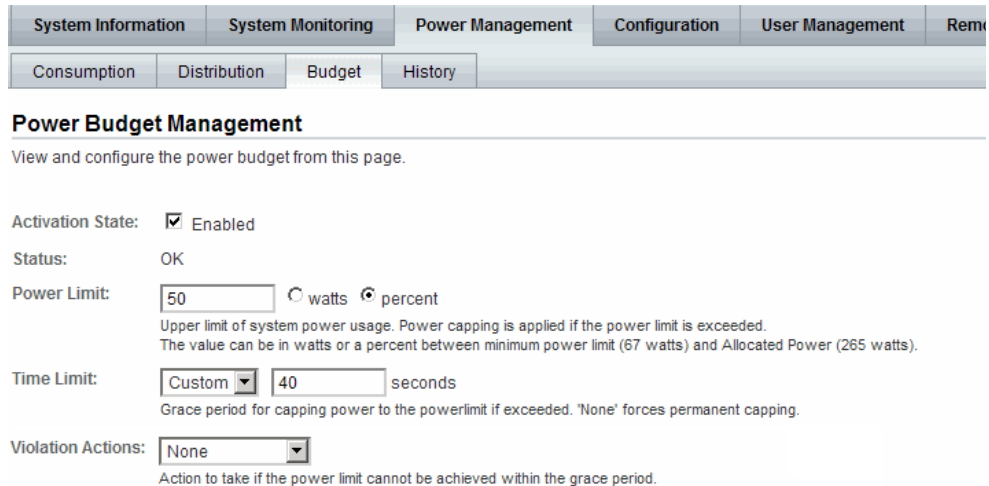 System Information System Monitoring Power Management Configuration User Management
Consumption Distribution Budget History
Power Budget Management
View and configure the power budget from this page.
Activation State: Enabled
Status: OK
Power Limit: 50 watts percent
Upper limit of system power usage. Power capping is applied if the power limit is exceeded.
The value can be in watts or a percent between minimum power limit (67 watts) and Allocated Power (265 watts).
Time Limit: Custom 40 seconds
Grace period for capping power to the powerlimit if exceeded. 'None' forces permanent capping.
Violation Actions: None
Action to take if the power limit cannot be achieved within the grace period.